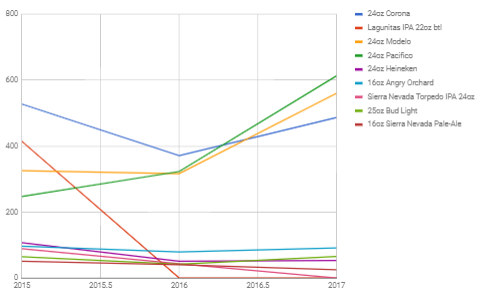 800
600
400
200
0
2015
2015.5
2016
2016.5
2017
24oz Corona
Lagunitas IPA 22oz btl
24oz Modelo
24oz Pacifico
24oz Heineken
16oz Angry Orchard
Sierra Nevada Torpedo IPA 24oz
25oz Bud Light
16oz Sierra Nevada Pale-Ale